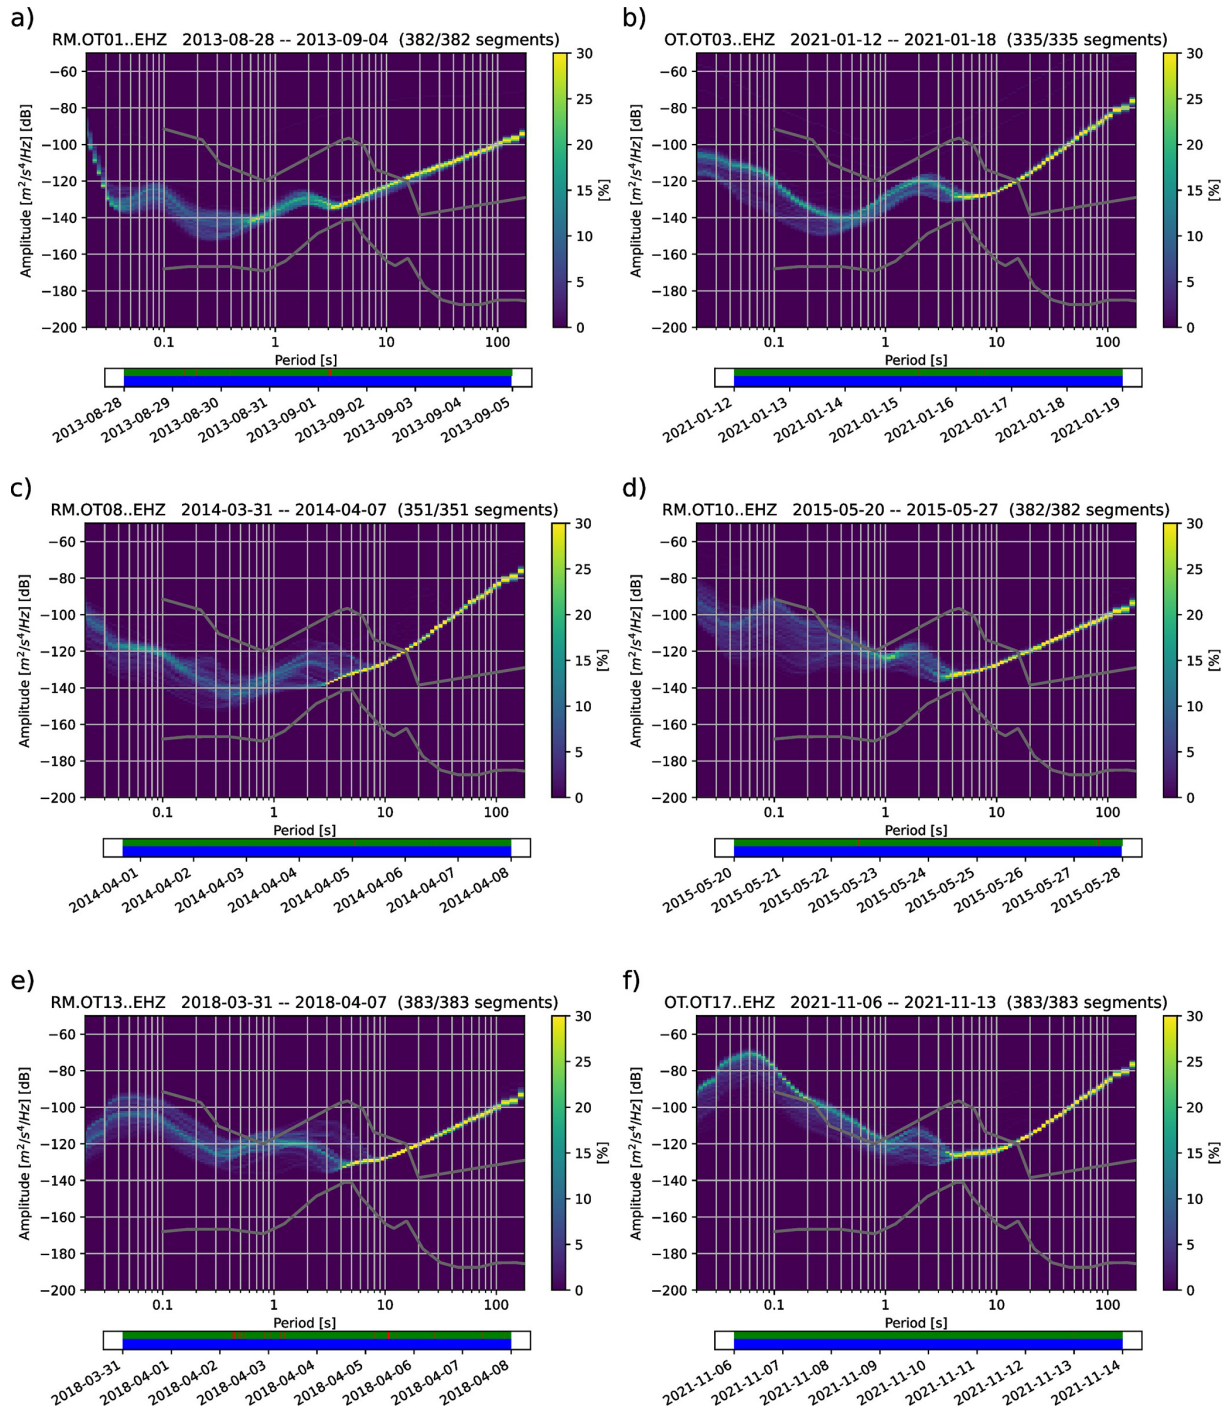 a)
RM.OT01..EHZ 2013-08-28 -- 2013-09-04 (382/382 segments)
Amplitude [m²/s⁴/Hz] [dB]
−60
−80
−100
−120
−140
−160
−180
−200
0.1 1 10 100
Period [s]
30
25
20
15
10
5
0
[%]
2013-08-28 2013-08-29 2013-08-30 2013-08-31 2013-09-01 2013-09-02 2013-09-03 2013-09-04 2013-09-05
b)
OT.OT03..EHZ 2021-01-12 -- 2021-01-18 (335/335 segments)
Amplitude [m²/s⁴/Hz] [dB]
−60
−80
−100
−120
−140
−160
−180
−200
0.1 1 10 100
Period [s]
30
25
20
15
10
5
0
[%]
2021-01-12 2021-01-13 2021-01-14 2021-01-15 2021-01-16 2021-01-17 2021-01-18 2021-01-19
c)
RM.OT08..EHZ 2014-03-31 -- 2014-04-07 (351/351 segments)
Amplitude [m²/s⁴/Hz] [dB]
−60
−80
−100
−120
−140
−160
−180
−200
0.1 1 10 100
Period [s]
30
25
20
15
10
5
0
[%]
2014-04-01 2014-04-02 2014-04-03 2014-04-04 2014-04-05 2014-04-06 2014-04-07 2014-04-08
d)
RM.OT10..EHZ 2015-05-20 -- 2015-05-27 (382/382 segments)
Amplitude [m²/s⁴/Hz] [dB]
−60
−80
−100
−120
−140
−160
−180
−200
0.1 1 10 100
Period [s]
30
25
20
15
10
5
0
[%]
2015-05-20 2015-05-21 2015-05-22 2015-05-23 2015-05-24 2015-05-25 2015-05-26 2015-05-27 2015-05-28
e)
RM.OT13..EHZ 2018-03-31 -- 2018-04-07 (383/383 segments)
Amplitude [m²/s⁴/Hz] [dB]
−60
−80
−100
−120
−140
−160
−180
−200
0.1 1 10 100
Period [s]
30
25
20
15
10
5
0
[%]
2018-03-31 2018-04-01 2018-04-02 2018-04-03 2018-04-04 2018-04-05 2018-04-06 2018-04-07 2018-04-08
f)
OT.OT17..EHZ 2021-11-06 -- 2021-11-13 (383/383 segments)
Amplitude [m²/s⁴/Hz] [dB]
−60
−80
−100
−120
−140
−160
−180
−200
0.1 1 10 100
Period [s]
30
25
20
15
10
5
0
[%]
2021-11-06 2021-11-07 2021-11-08 2021-11-09 2021-11-10 2021-11-11 2021-11-12 2021-11-13 2021-11-14